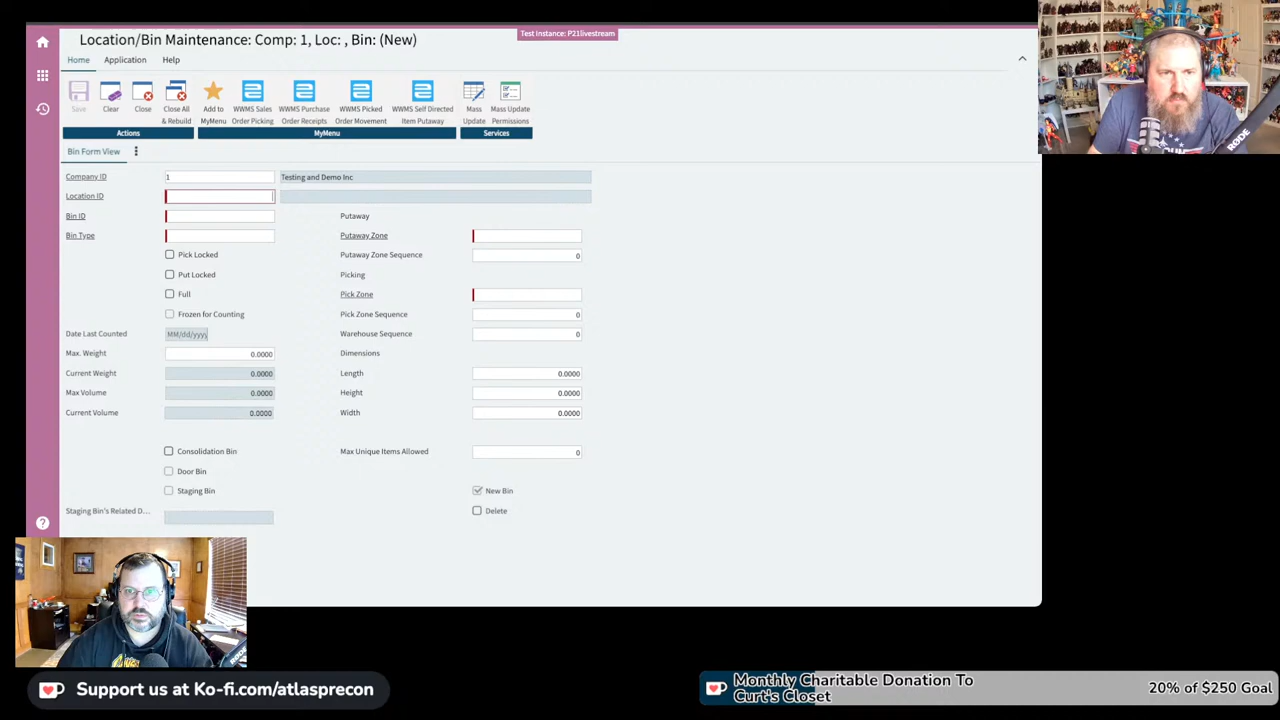 Test Instance: P21livestream
Location/Bin Maintenance: Comp: 1, Loc: , Bin: (New)
Home Application Help
Save Clear Close Close All & Rebuild Add to MyMenu WWMS Sales Order Picking WWMS Purchase Order Receipts WWMS Picked Order Movement WWMS Self Directed Item Putaway Mass Update Mass Update Permissions
Actions MyMenu Services
Bin Form View
Company ID 1 Testing and Demo Inc
Location ID
Bin ID Putaway
Bin Type Putaway Zone
Pick Locked Putaway Zone Sequence 0
Put Locked Picking
Full Pick Zone
Frozen for Counting Pick Zone Sequence 0
Date Last Counted MM/dd/yyyy Warehouse Sequence 0
Max. Weight 0.0000 Dimensions
Current Weight 0.0000 Length 0.0000
Max Volume 0.0000 Height 0.0000
Current Volume 0.0000 Width 0.0000
Consolidation Bin Max Unique Items Allowed 0
Door Bin
Staging Bin New Bin
Staging Bin's Related D... Delete
RØDE
Support us at Ko-fi.com/atlasprecon
Monthly Charitable Donation To
Curt's Closet
20% of $250 Goal